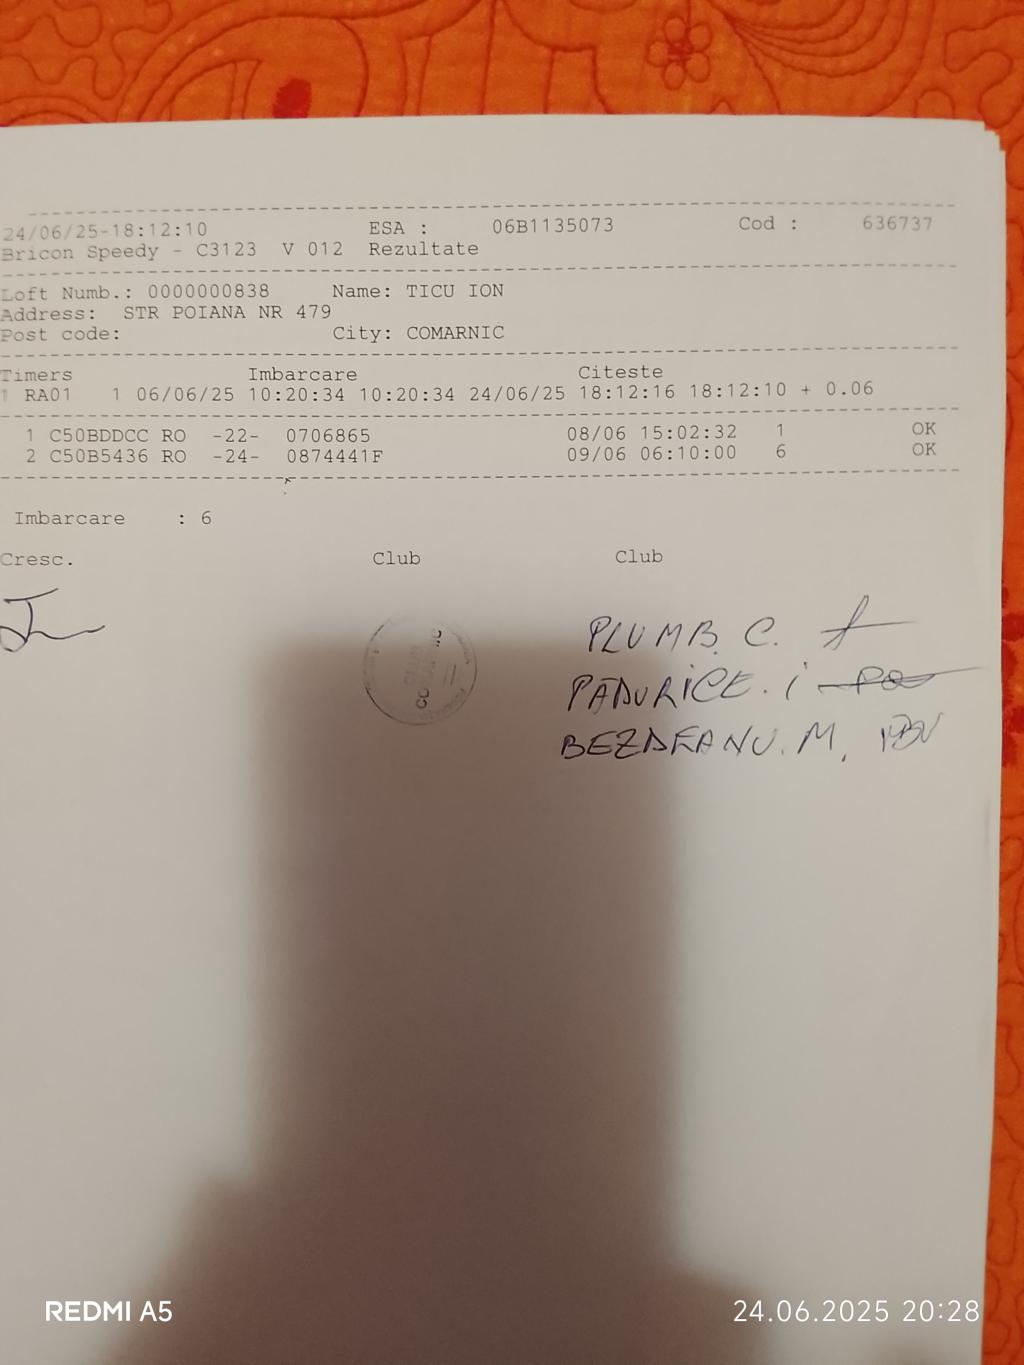 24/06/25-18:12:10 ESA : 06B1135073 Cod : 636737
Bricon Speedy - C3123 V 012 Rezultate
Loft Numb.: 0000000838 Name: TICU ION
Address: STR POIANA NR 479
Post code: City: COMARNIC
Timers Imbarcare Citeste
1 RA01 1 06/06/25 10:20:34 10:20:34 24/06/25 18:12:16 18:12:10 + 0.06
1 C50BDDCC RO -22- 0706865 08/06 15:02:32 1 OK
2 C50B5436 RO -24- 0874441F 09/06 06:10:00 6 OK
Imbarcare : 6
Cresc. Club Club
CLUB
COMARNIC
PLUMB. C.
PADURICE. i
BEZDEANU. M.
REDMI A5 24.06.2025 20:28